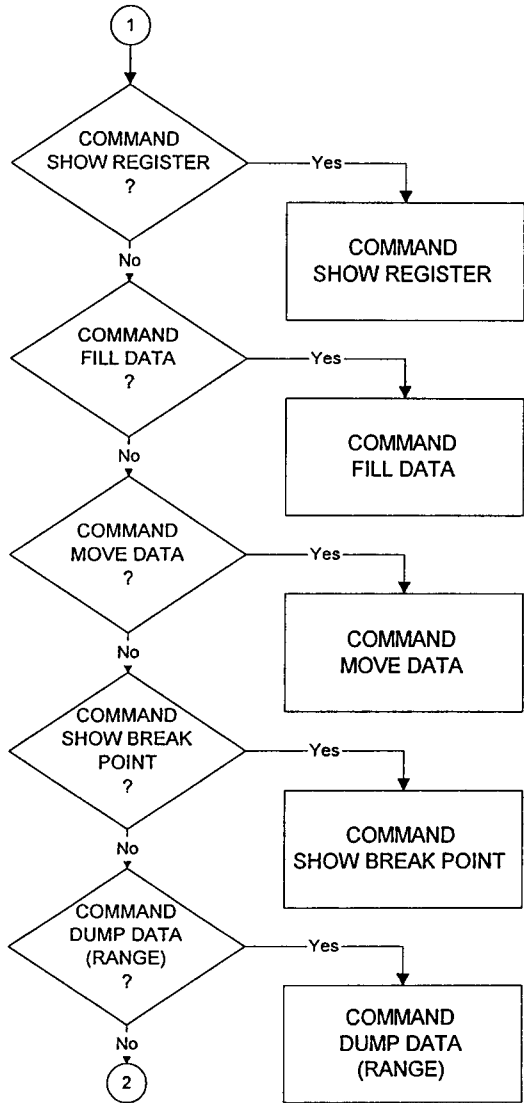 1
COMMAND
SHOW REGISTER
?
Yes
COMMAND
SHOW REGISTER
No
COMMAND
FILL DATA
?
Yes
COMMAND
FILL DATA
No
COMMAND
MOVE DATA
?
Yes
COMMAND
MOVE DATA
No
COMMAND
SHOW BREAK
POINT
?
Yes
COMMAND
SHOW BREAK POINT
No
COMMAND
DUMP DATA
(RANGE)
?
Yes
COMMAND
DUMP DATA
(RANGE)
No
2